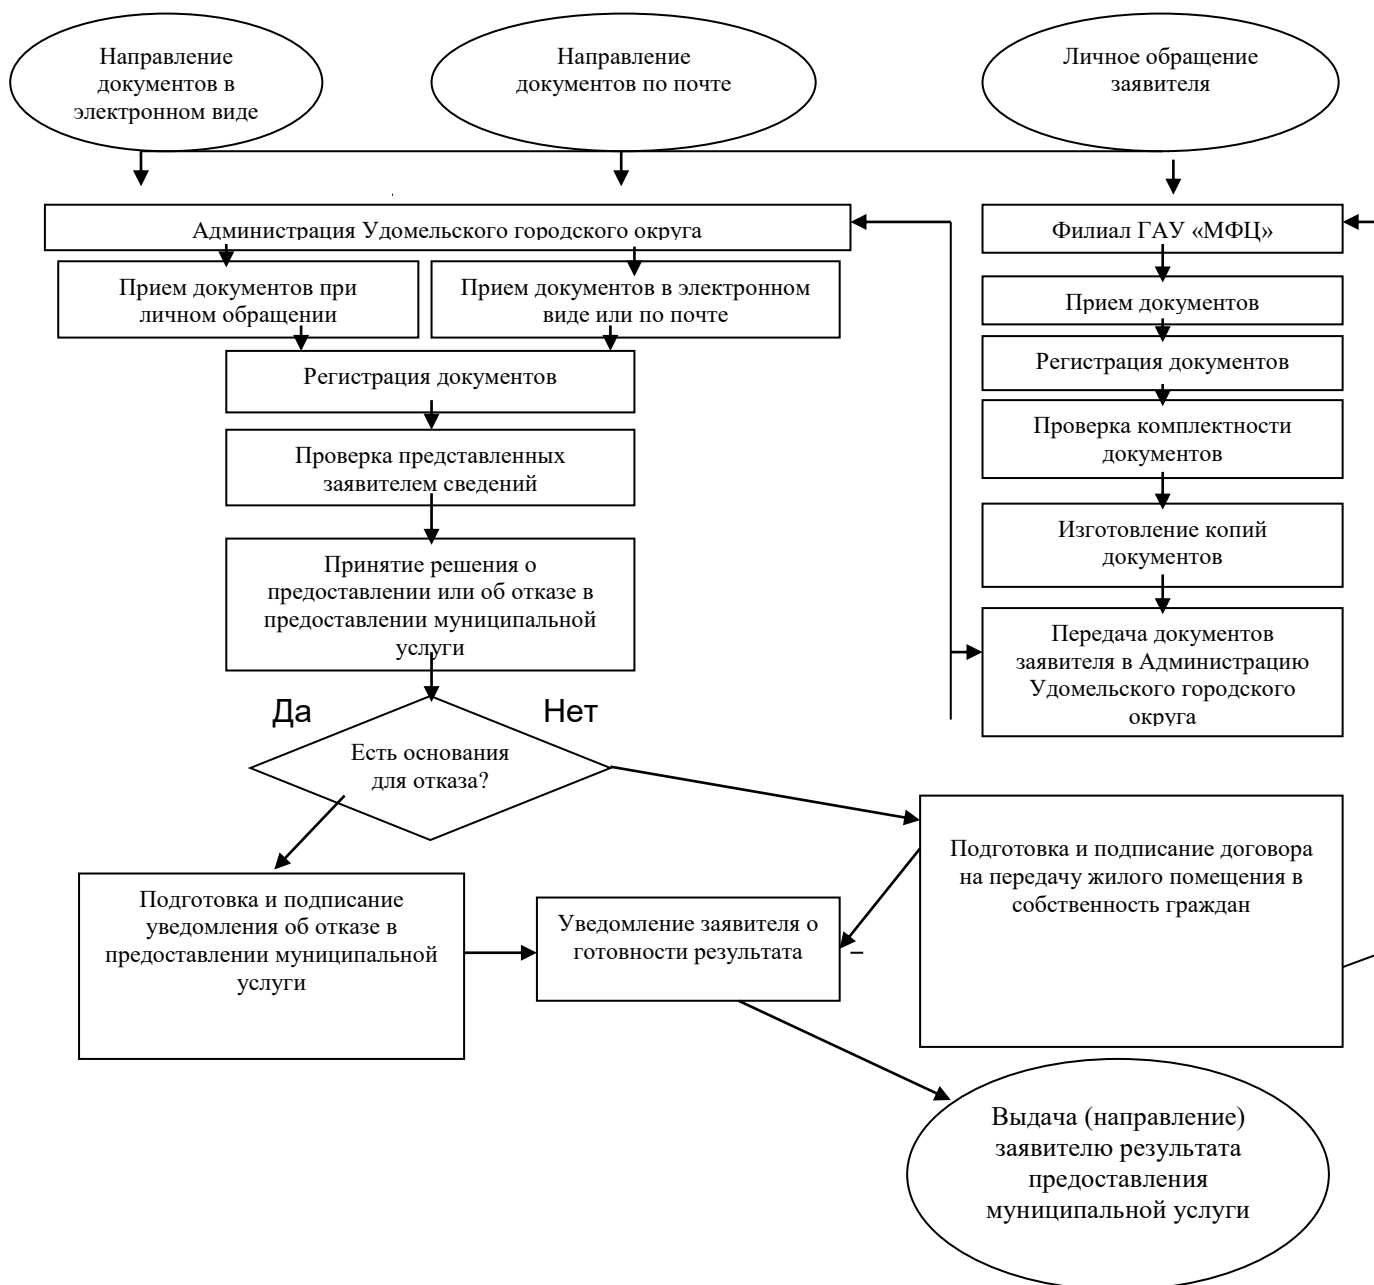 Направление
документов в
электронном виде
Направление
документов по почте
Личное обращение
заявителя
Администрация Удомельского городского округа
Филиал ГАУ «МФЦ»
Прием документов при
личном обращении
Прием документов в электронном
виде или по почте
Прием документов
Регистрация документов
Регистрация документов
Проверка комплектности
документов
Проверка представленных
заявителем сведений
Изготовление копий
документов
Принятие решения о
предоставлении или об отказе в
предоставлении муниципальной
услуги
Передача документов
заявителя в Администрацию
Удомельского городского
округа
Да
Нет
Есть основания
для отказа?
Подготовка и подписание
уведомления об отказе в
предоставлении муниципальной
услуги
Уведомление заявителя о
готовности результата
Подготовка и подписание договора
на передачу жилого помещения в
собственность граждан
Выдача (направление)
заявителю результата
предоставления
муниципальной услуги